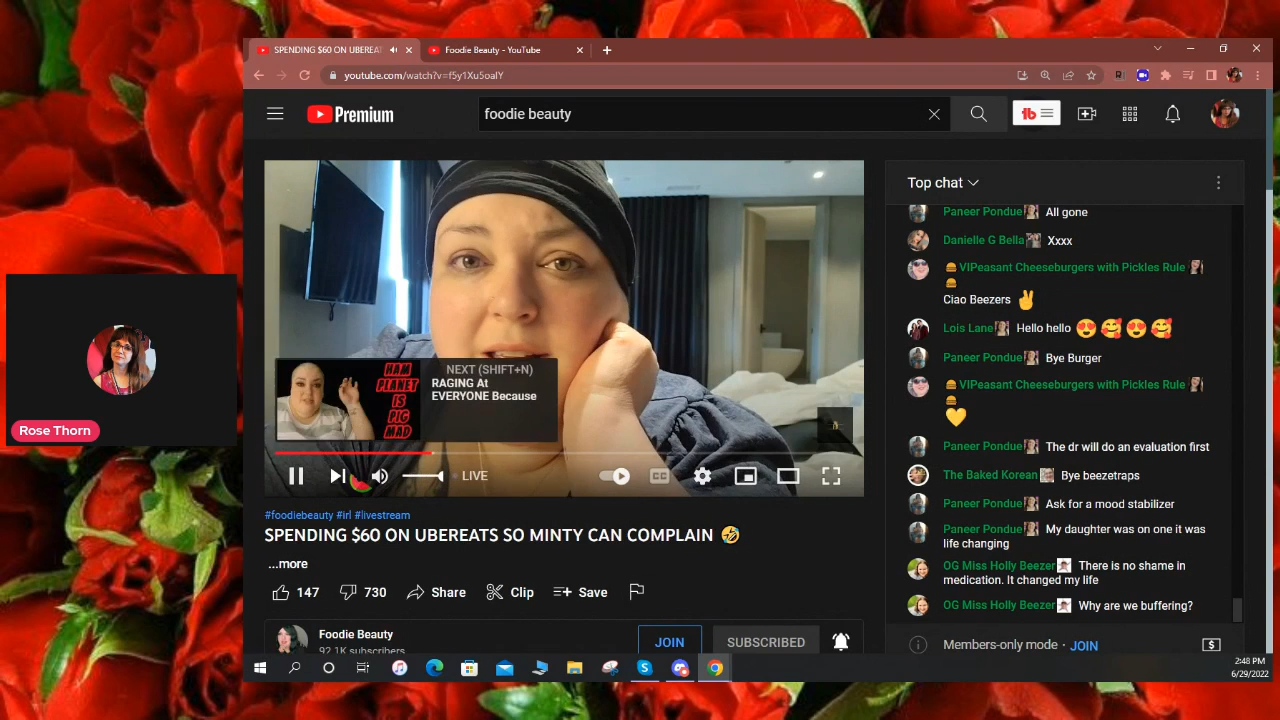 SPENDING $60 ON UBEREAT
Foodie Beauty - YouTube
youtube.com/watch?v=f5y1Xu5oalY
Premium
foodie beauty
Top chat
Paneer Pondue All gone
Danielle G Bella Xxxx
🍔VIPeasant Cheeseburgers with Pickles Rule
🍔
Ciao Beezers ✌
Lois Lane Hello hello 😍🥰😍🥰
Paneer Pondue Bye Burger
🍔VIPeasant Cheeseburgers with Pickles Rule
🍔
💛
Paneer Pondue The dr will do an evaluation first
The Baked Korean Bye beezetraps
Paneer Pondue Ask for a mood stabilizer
Paneer Pondue My daughter was on one it was
life changing
OG Miss Holly Beezer There is no shame in
medication. It changed my life
OG Miss Holly Beezer Why are we buffering?
Members-only mode · JOIN
HAM
PLANET
IS
PIG
MAD
NEXT (SHIFT+N)
RAGING At
EVERYONE Because
LIVE
CC
#foodiebeauty #irl #livestream
SPENDING $60 ON UBEREATS SO MINTY CAN COMPLAIN 🤣
...more
147 730 Share Clip Save
Foodie Beauty
92.1K subscribers
JOIN
SUBSCRIBED
Rose Thorn
2:48 PM
6/29/2022